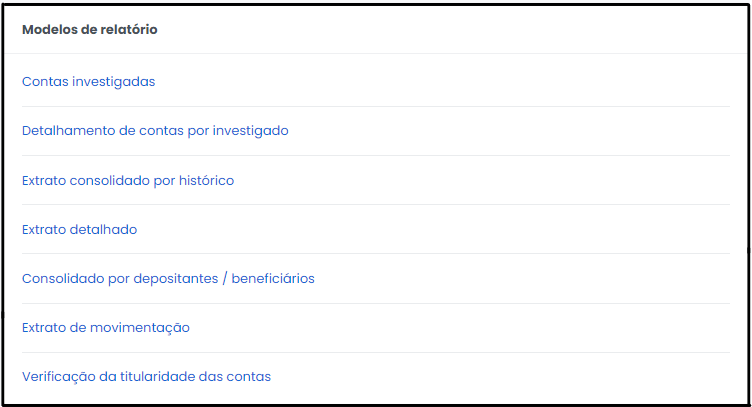 Modelos de relatório
Contas investigadas
Detalhamento de contas por investigado
Extrato consolidado por histórico
Extrato detalhado
Consolidado por depositantes / beneficiários
Extrato de movimentação
Verificação da titularidade das contas